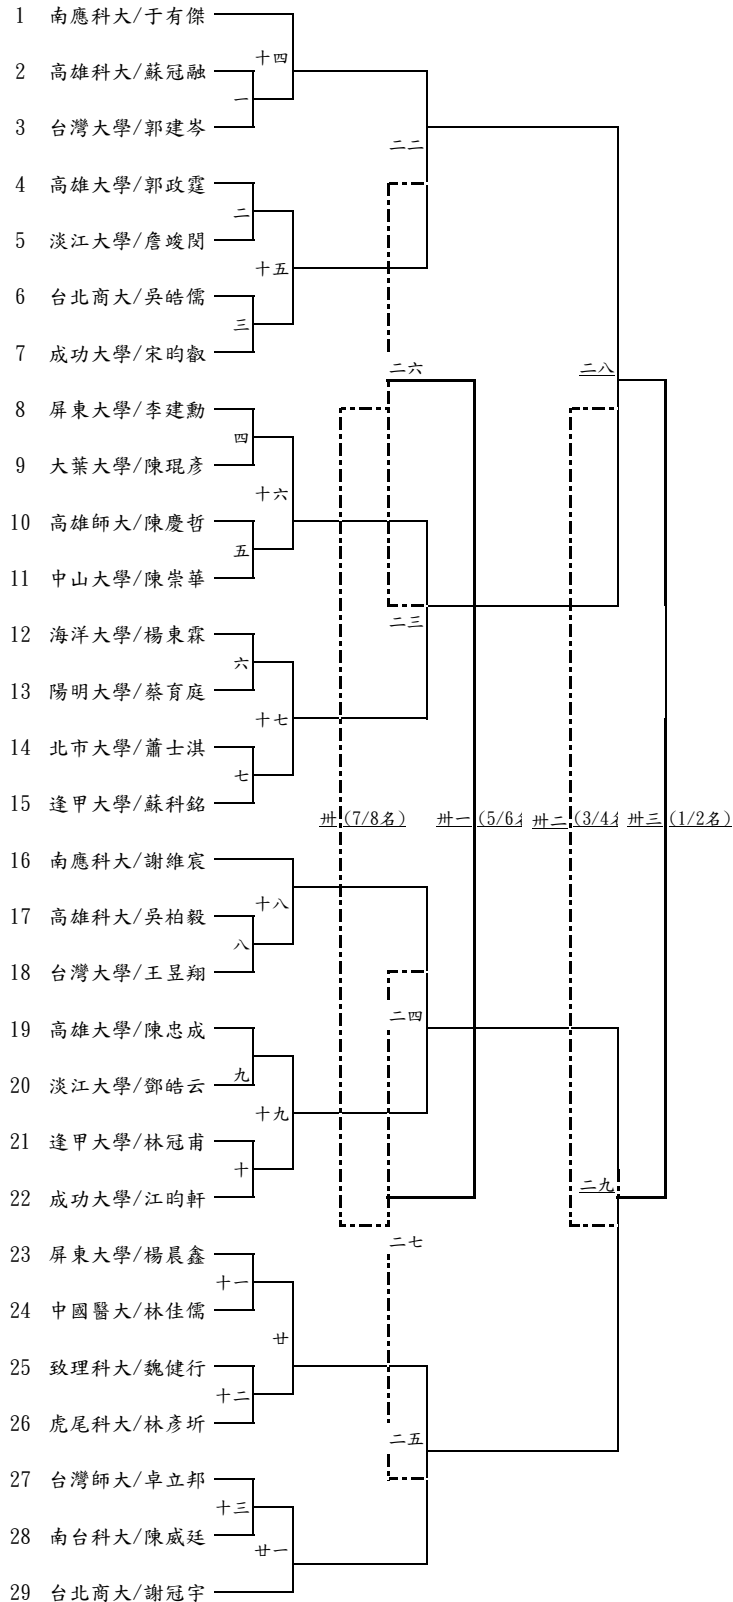 1 南應科大/于有傑
十四
2 高雄科大/蘇冠融
一
3 台灣大學/郭建岑
二二
4 高雄大學/郭政霆
二
5 淡江大學/詹竣閔
十五
6 台北商大/吳皓儒
三
7 成功大學/宋昀叡
二六 二八
8 屏東大學/李建勳
四
9 大葉大學/陳琨彥
十六
10 高雄師大/陳慶哲
五
11 中山大學/陳崇華
二三
12 海洋大學/楊東霖
六
13 陽明大學/蔡育庭
十七
14 北市大學/蕭士淇
七
15 逢甲大學/蘇科銘
卅(7/8名) 卅一(5/6名 卅二(3/4名 卅三(1/2名)
16 南應科大/謝維宸
十八
17 高雄科大/吳柏毅
八
18 台灣大學/王昱翔
二四
19 高雄大學/陳忠成
九
20 淡江大學/鄧皓云
十九
21 逢甲大學/林冠甫
十
二九
22 成功大學/江昀軒
二七
23 屏東大學/楊晨鑫
十一
24 中國醫大/林佳儒
廿
25 致理科大/魏健行
十二
26 虎尾科大/林彥圻
二五
27 台灣師大/卓立邦
十三
28 南台科大/陳威廷
廿一
29 台北商大/謝冠宇